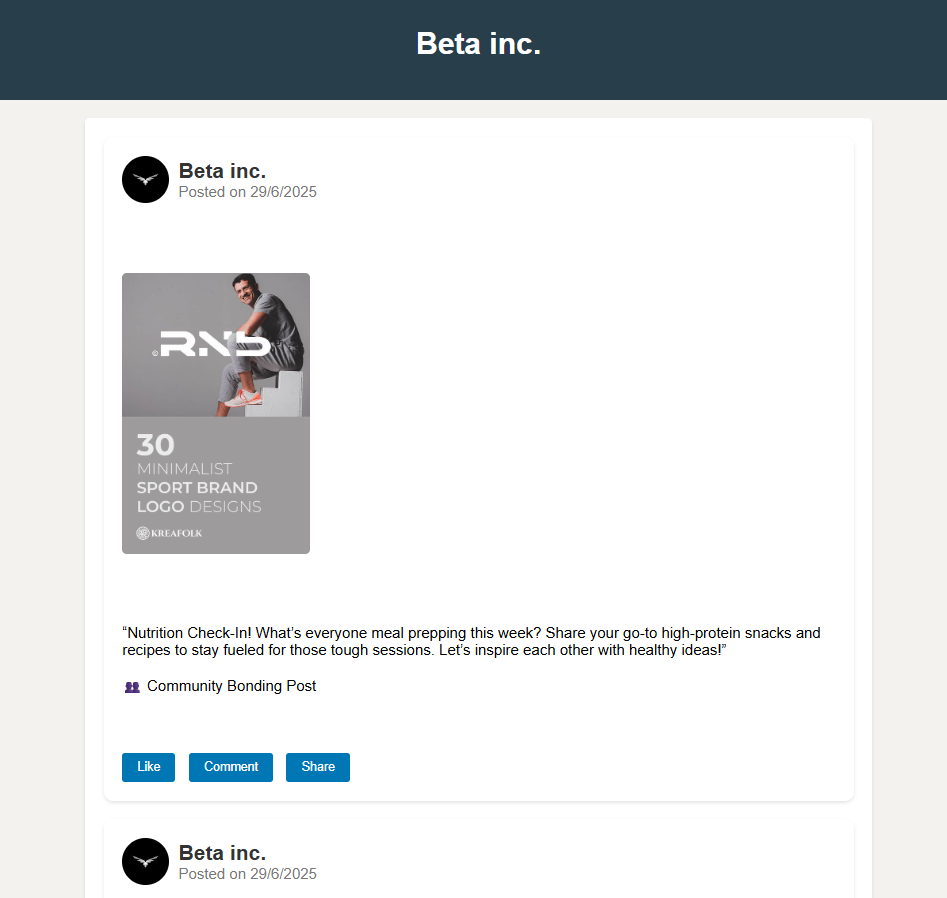 Beta inc.
Beta inc.
Posted on 29/6/2025
© RNb
30
MINIMALIST
SPORT BRAND
LOGO DESIGNS
KREAFOLK
“Nutrition Check-In! What’s everyone meal prepping this week? Share your go-to high-protein snacks and
recipes to stay fueled for those tough sessions. Let’s inspire each other with healthy ideas!”
👥 Community Bonding Post
Like Comment Share
Beta inc.
Posted on 29/6/2025